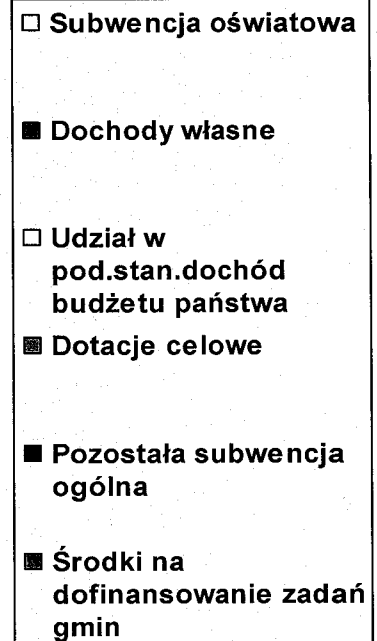 Subwencja oświatowa
Dochody własne
Udział w
pod.stan.dochód
budżetu państwa
Dotacje celowe
Pozostała subwencja
ogólna
Środki na
dofinansowanie zadań
gmin